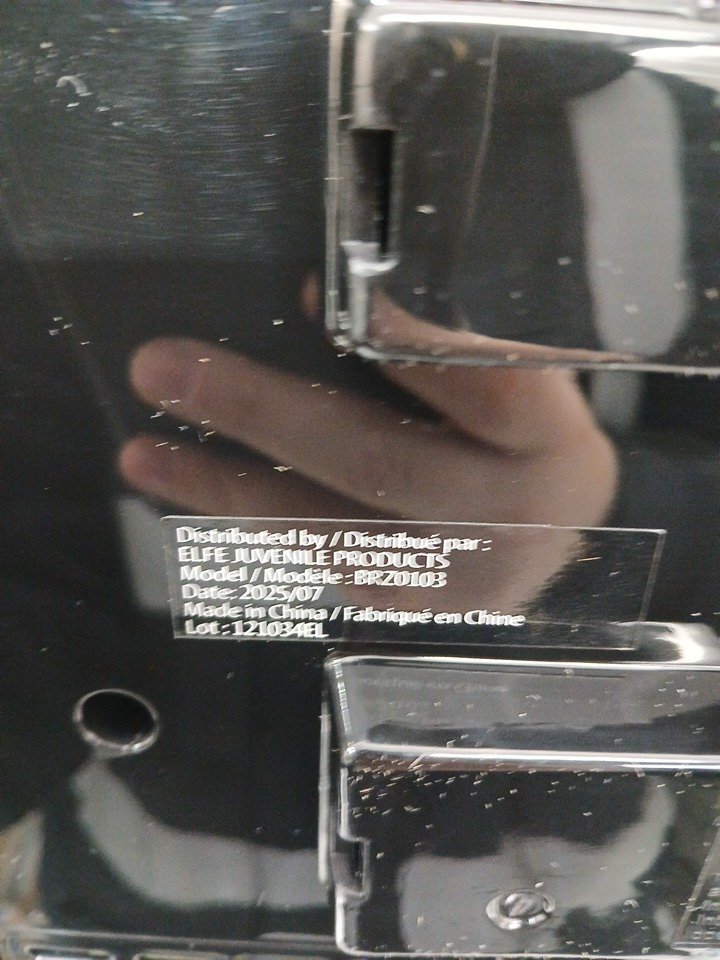 Distributed by / Distribué par :
ELFE JUVENILE PRODUCTS
Model / Modèle : BRZ0103
Date: 2025/07
Made in China / Fabriqué en Chine
Lot : 121034EL